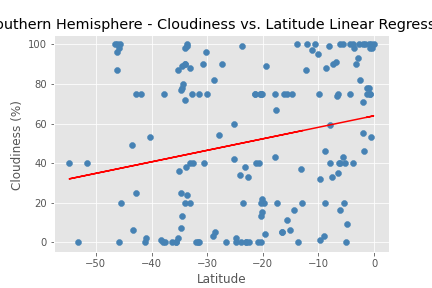 outhern Hemisphere - Cloudiness vs. Latitude Linear Regress
Cloudiness (%)
100
80
60
40
20
0
−50 −40 −30 −20 −10 0
Latitude